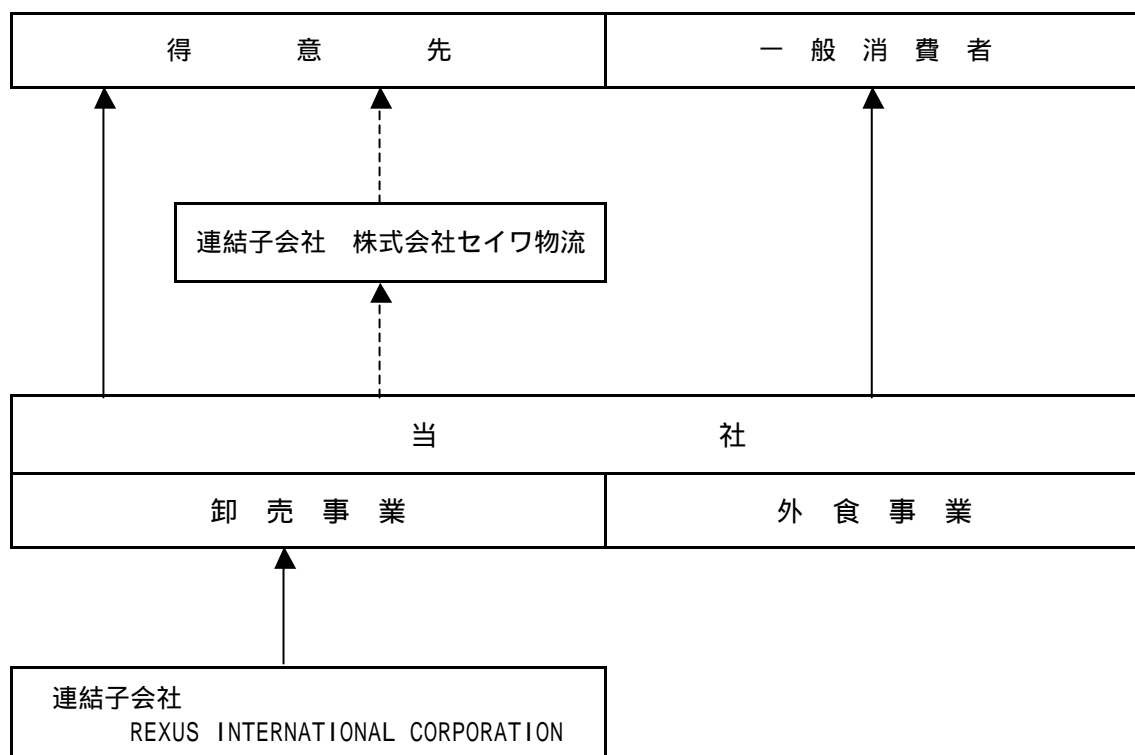 得意先
一般消費者
連結子会社　株式会社セイワ物流
当社
卸売事業
外食事業
連結子会社
REXUS INTERNATIONAL CORPORATION